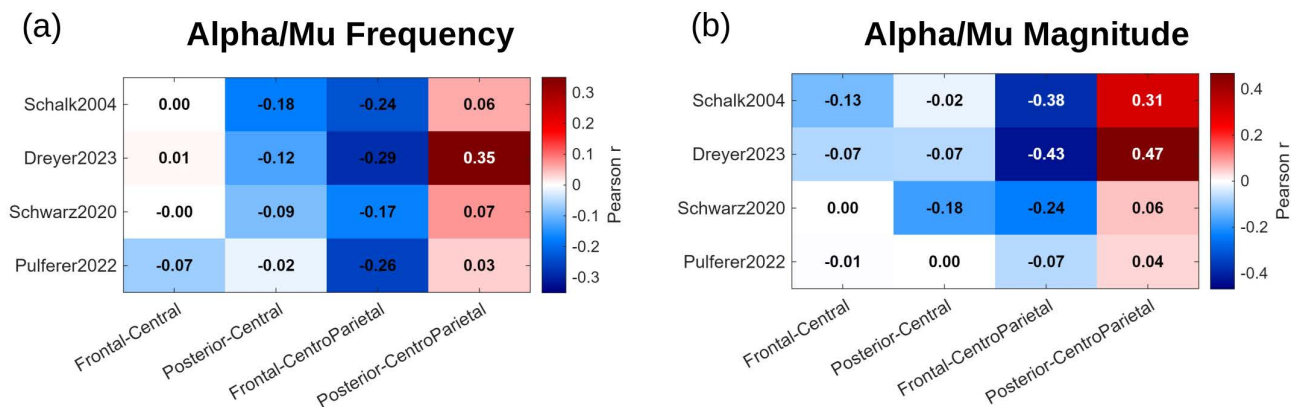 (a)
Alpha/Mu Frequency
Schalk2004 0.00 -0.18 -0.24 0.06
Dreyer2023 0.01 -0.12 -0.29 0.35
Schwarz2020 -0.00 -0.09 -0.17 0.07
Pulferer2022 -0.07 -0.02 -0.26 0.03
Frontal-Central
Posterior-Central
Frontal-CentroParietal
Posterior-CentroParietal
0.3
0.2
0.1
0
-0.1
-0.2
-0.3
Pearson r
(b)
Alpha/Mu Magnitude
Schalk2004 -0.13 -0.02 -0.38 0.31
Dreyer2023 -0.07 -0.07 -0.43 0.47
Schwarz2020 0.00 -0.18 -0.24 0.06
Pulferer2022 -0.01 0.00 -0.07 0.04
Frontal-Central
Posterior-Central
Frontal-CentroParietal
Posterior-CentroParietal
0.4
0.2
0
-0.2
-0.4
Pearson r